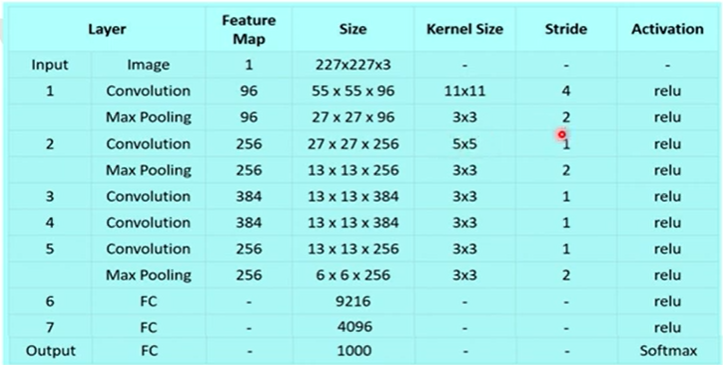 Layer Feature Map Size Kernel Size Stride Activation
Input Image 1 227x227x3 - - -
1 Convolution 96 55 x 55 x 96 11x11 4 relu
Max Pooling 96 27 x 27 x 96 3x3 2 relu
2 Convolution 256 27 x 27 x 256 5x5 1 relu
Max Pooling 256 13 x 13 x 256 3x3 2 relu
3 Convolution 384 13 x 13 x 384 3x3 1 relu
4 Convolution 384 13 x 13 x 384 3x3 1 relu
5 Convolution 256 13 x 13 x 256 3x3 1 relu
Max Pooling 256 6 x 6 x 256 3x3 2 relu
6 FC - 9216 - - relu
7 FC - 4096 - - relu
Output FC - 1000 - - Softmax